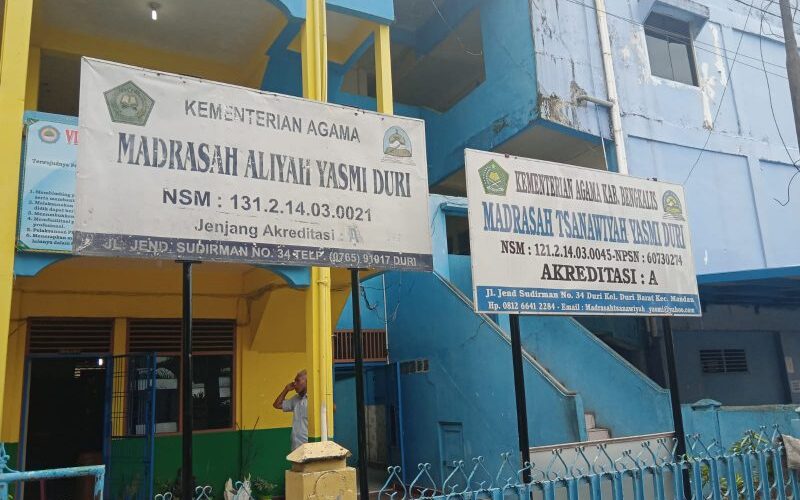 KEMENTERIAN AGAMA
MADRASAH ALIYAH YASMI DURI
NSM : 131.2.14.03.0021
Jenjang Akreditasi : A
JL. JEND. SUDIRMAN NO. 34 TELP. (0765) 91017 DURI
KEMENTERIAN AGAMA KAB. BENGKALIS
MADRASAH TSANAWIYAH YASMI DURI
NSM : 121.2.14.03.0045-NPSN : 60730274
AKREDITASI : A
Jl. Jend Sudirman No. 34 Duri Kel. Duri Barat Kec. Mandau
Hp. 0812 6641 2284 - Email : Madrasahtsanawiyah_yasmi@yahoo.com